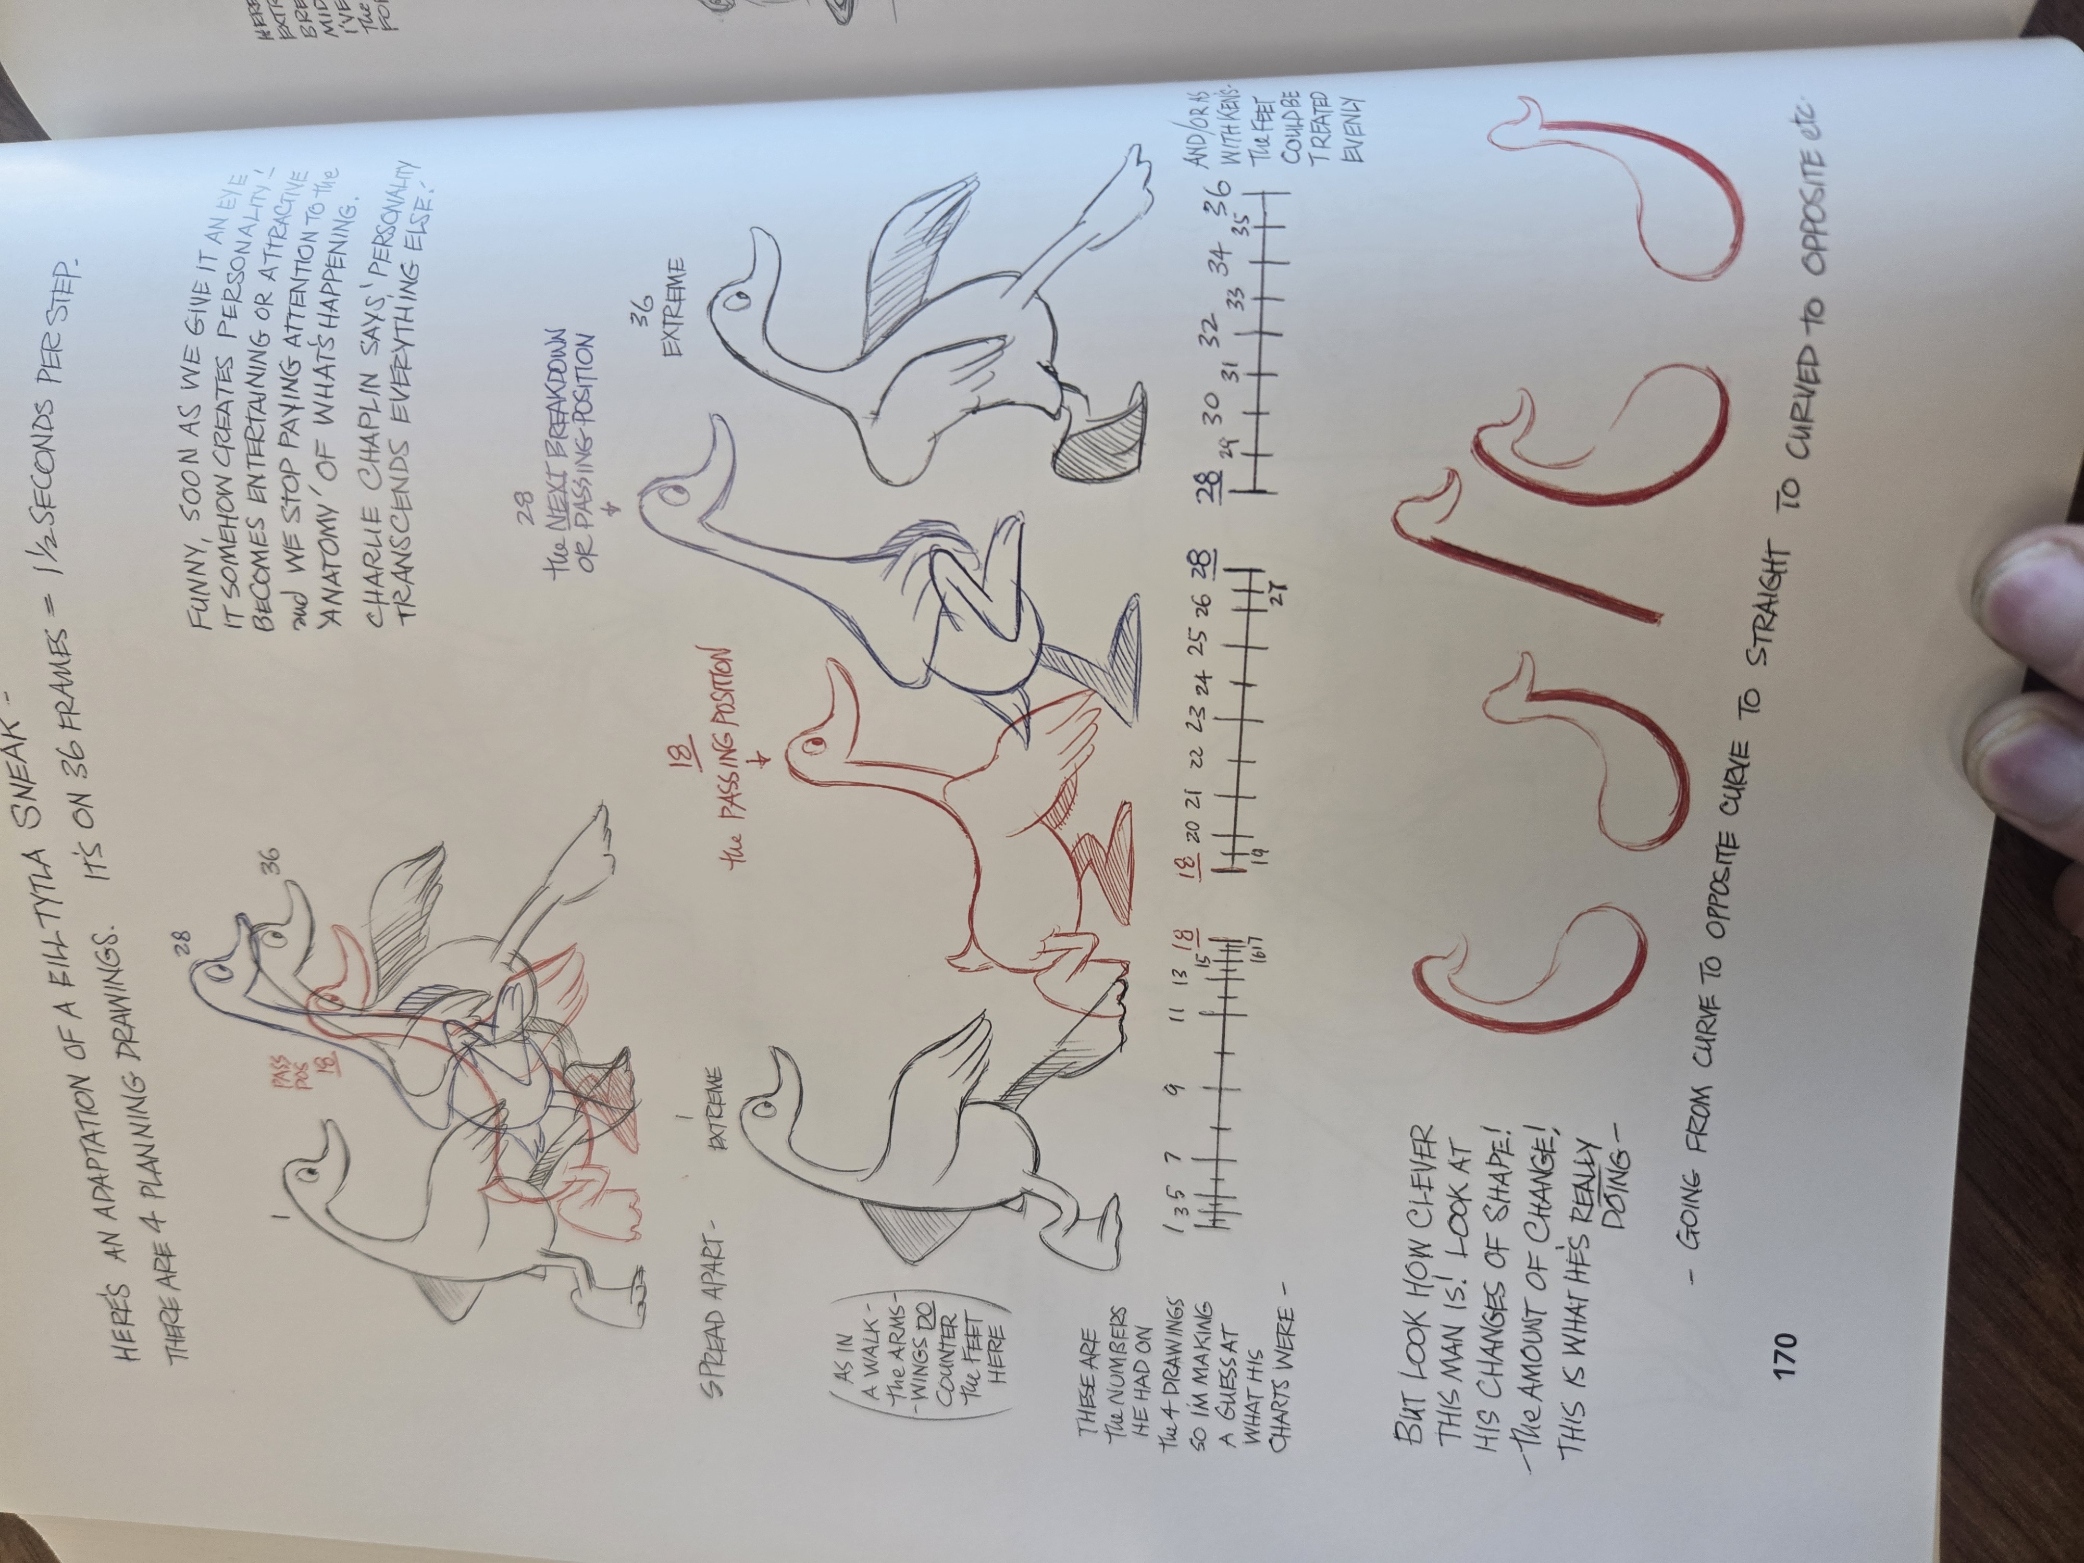 HERE'S AN ADAPTATION OF A BILL TYTLA SNEAK -
THERE ARE 4 PLANNING DRAWINGS. IT'S ON 36 FRAMES = 1½ SECONDS PER STEP.
28
36
1
PASS
POS
18
FUNNY, SOON AS WE GIVE IT AN EYE
IT SOMEHOW CREATES PERSONALITY -
BECOMES ENTERTAINING OR ATTRACTIVE
and WE STOP PAYING ATTENTION TO the
'ANATOMY' OF WHAT'S HAPPENING.
CHARLIE CHAPLIN SAYS, 'PERSONALITY
TRANSCENDS EVERYTHING ELSE.'
28
the NEXT BREAKDOWN
OR PASSING POSITION
36
EXTREME
18
the PASSING POSITION
SPREAD APART -
1
EXTREME
(AS IN
A WALK -
the ARMS -
- WINGS DO
COUNTER
the FEET
HERE)
THESE ARE
the NUMBERS
HE HAD ON
the 4 DRAWINGS
SO I'M MAKING
A GUESS AT
WHAT HIS
CHARTS WERE -
1 3 5 7 9 11 13 15 18
16 17
18 20 21 22 23 24 25 26 28
19 27
28 29 30 31 32 33 34 35 36
AND/OR AS
WITH KEN'S -
the FEET
COULD BE
TREATED
EVENLY
BUT LOOK HOW CLEVER
THIS MAN IS! LOOK AT
HIS CHANGES OF SHAPE!
- the AMOUNT OF CHANGE!
THIS IS WHAT HE'S REALLY
DOING -
- GOING FROM CURVE TO OPPOSITE CURVE TO STRAIGHT TO CURVED TO OPPOSITE etc.
170